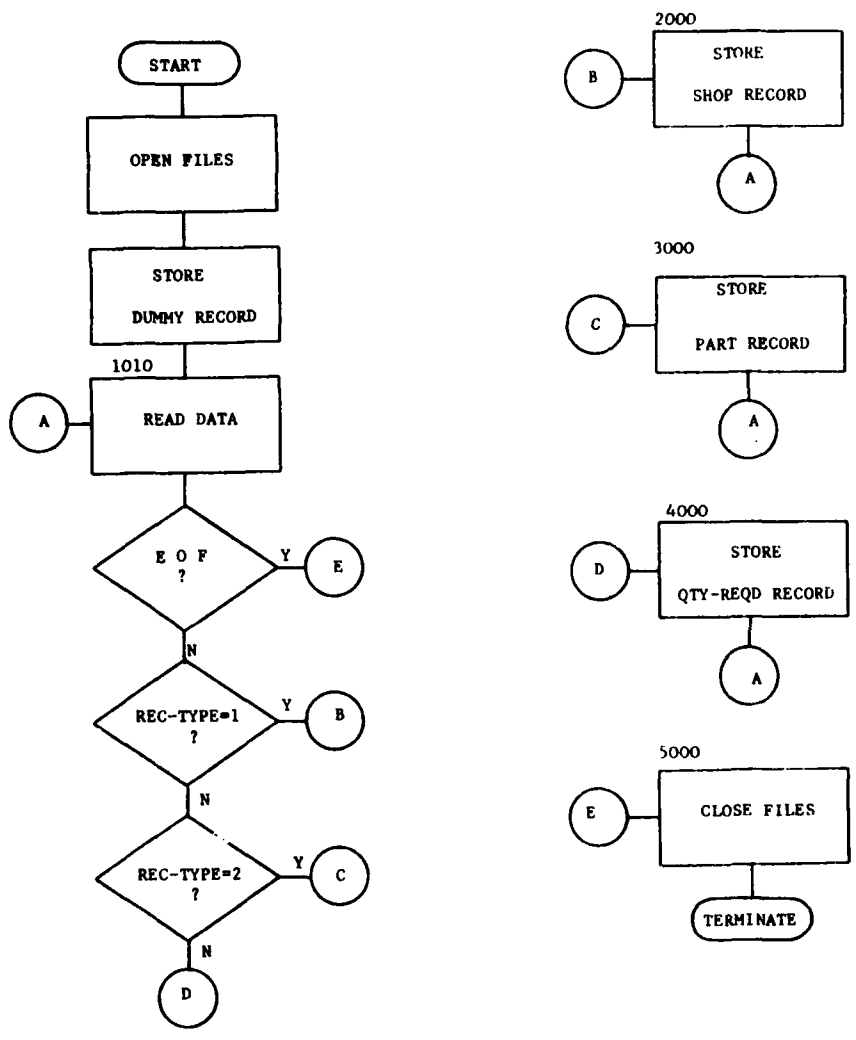 START
OPEN FILES
STORE
DUMMY RECORD
1010
A
READ DATA
E O F
?
Y
E
N
REC-TYPE=1
?
Y
B
N
REC-TYPE=2
?
Y
C
N
D
2000
B
STORE
SHOP RECORD
A
3000
C
STORE
PART RECORD
A
4000
D
STORE
QTY-REQD RECORD
A
5000
E
CLOSE FILES
TERMINATE